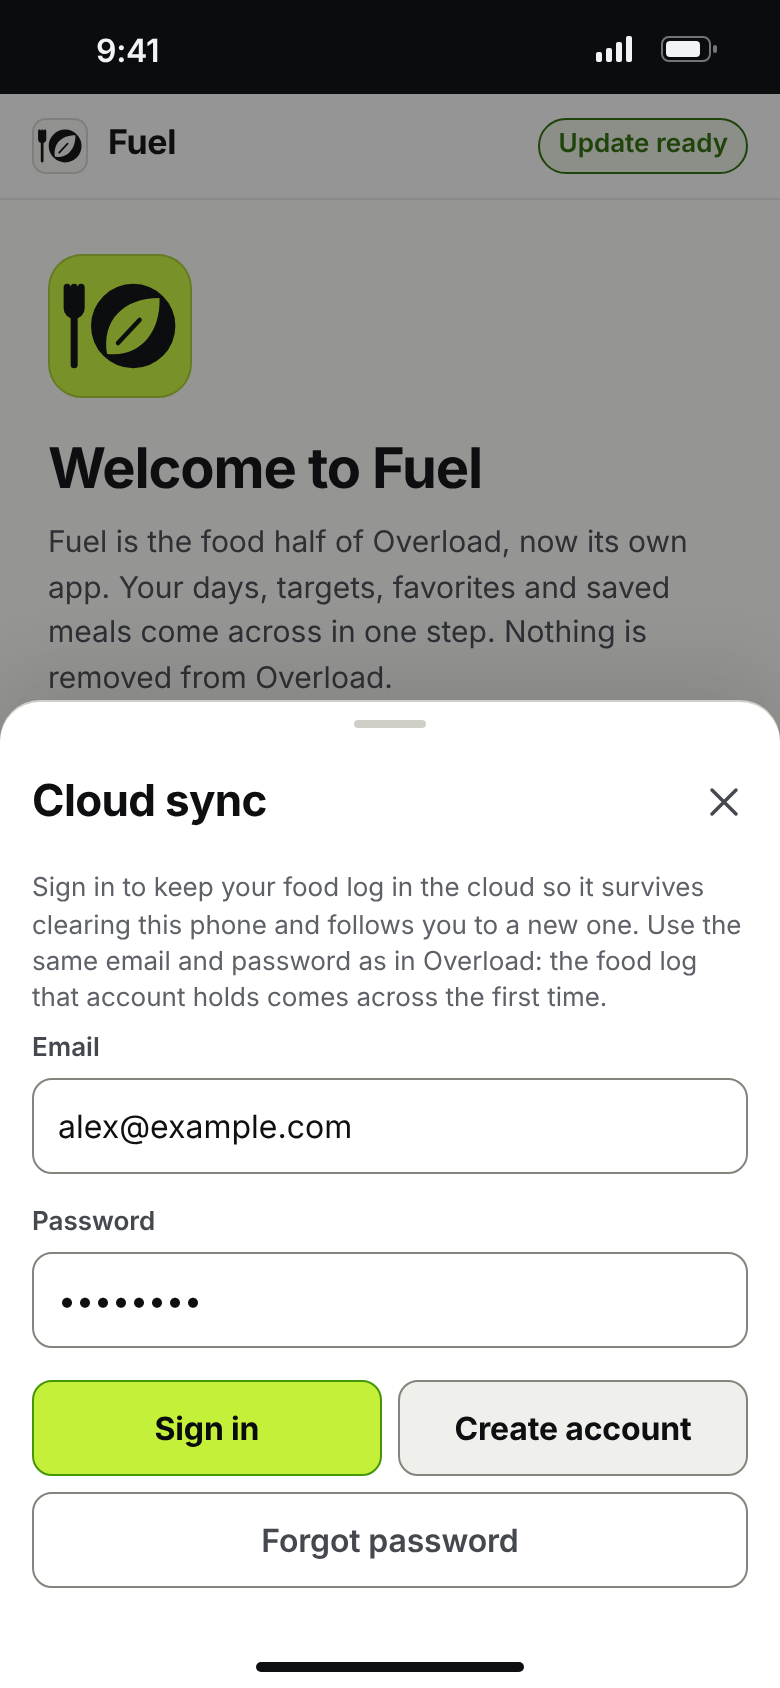 9:41
Fuel
Update ready
Welcome to Fuel
Fuel is the food half of Overload, now its own
app. Your days, targets, favorites and saved
meals come across in one step. Nothing is
removed from Overload.
Cloud sync
Sign in to keep your food log in the cloud so it survives
clearing this phone and follows you to a new one. Use the
same email and password as in Overload: the food log
that account holds comes across the first time.
Email
alex@example.com
Password
••••••••
Sign in
Create account
Forgot password